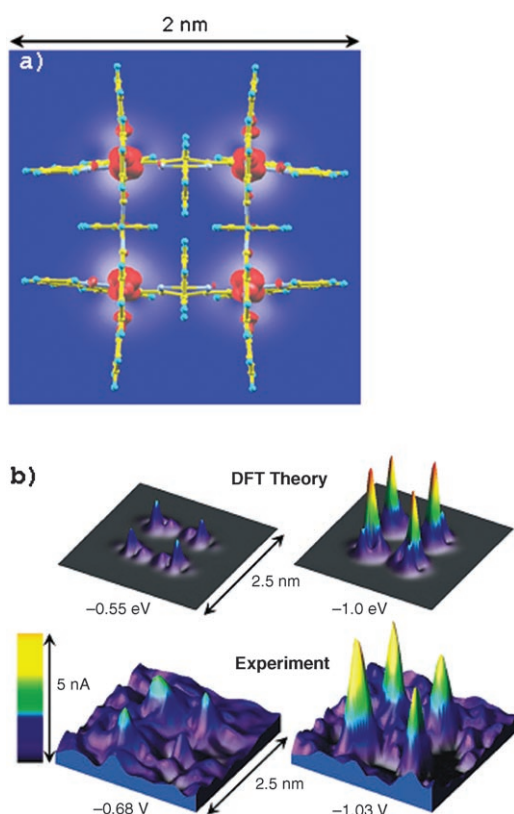 2 nm
a)
b)
DFT Theory
–0.55 eV
2.5 nm
–1.0 eV
Experiment
5 nA
–0.68 V
2.5 nm
–1.03 V